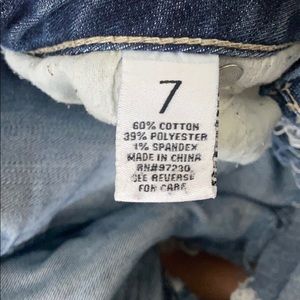 7
60% COTTON
39% POLYESTER
1% SPANDEX
MADE IN CHINA
RN#97230
SEE REVERSE
FOR CARE